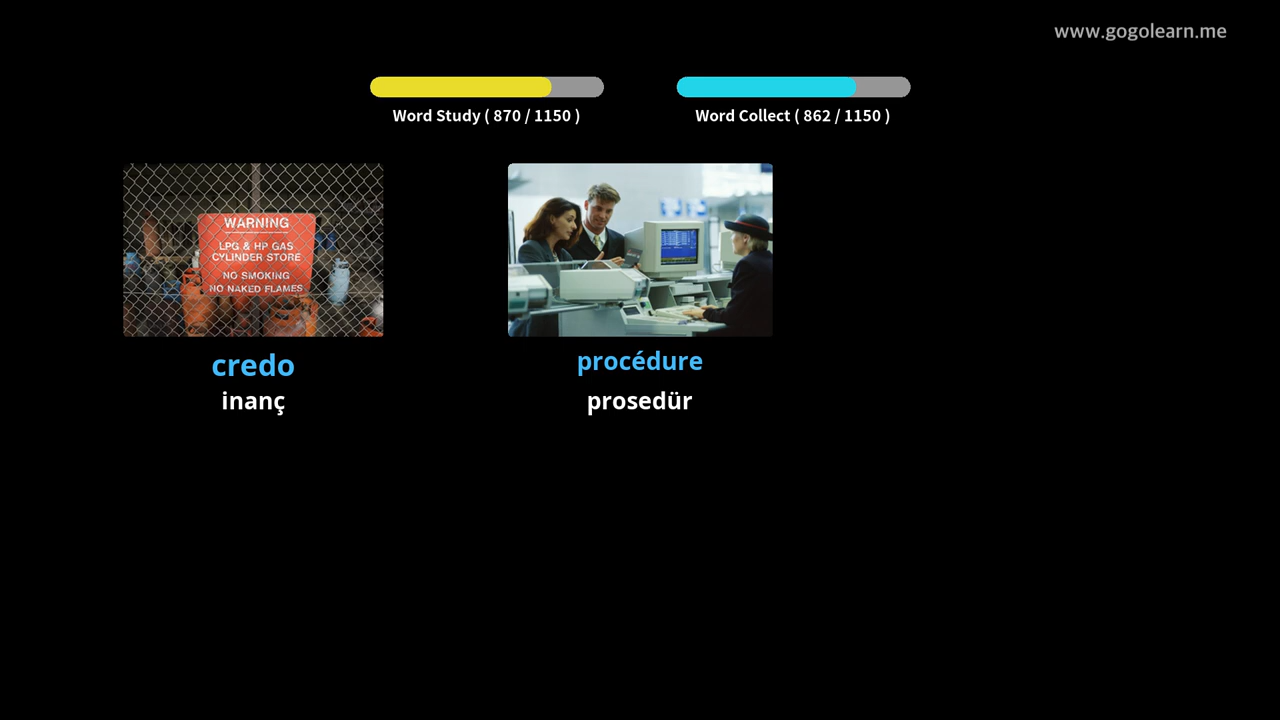 www.gogolearn.me
Word Study ( 870 / 1150 )
Word Collect ( 862 / 1150 )
WARNING
LPG & HP GAS
CYLINDER STORE
NO SMOKING
NO NAKED FLAMES
credo
inanç
procédure
prosedür